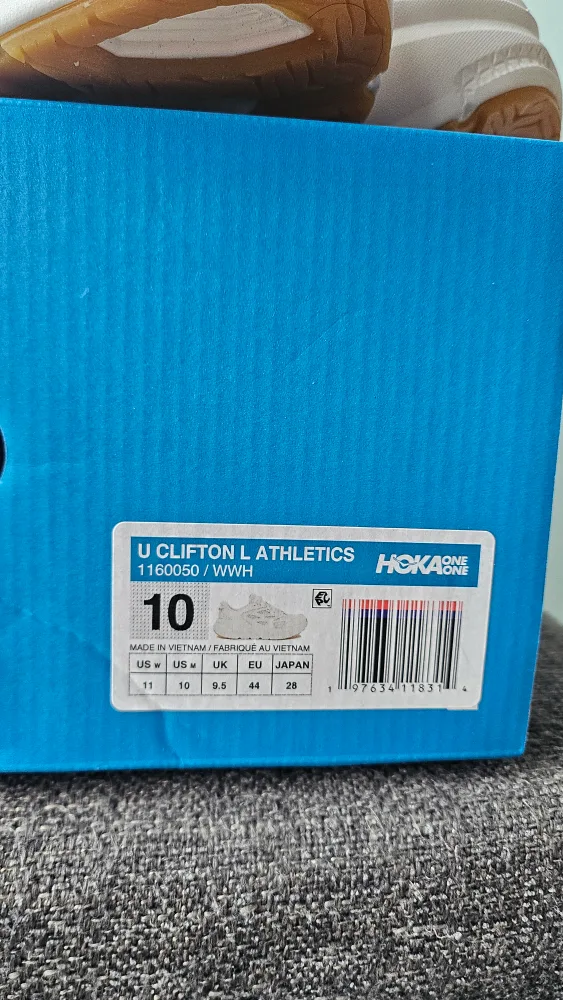 U CLIFTON L ATHLETICS
1160050 / WWH
HOKA ONE ONE
10
MADE IN VIETNAM / FABRIQUÉ AU VIETNAM
US W US M UK EU JAPAN
11 10 9.5 44 28
1 97634 11831 4